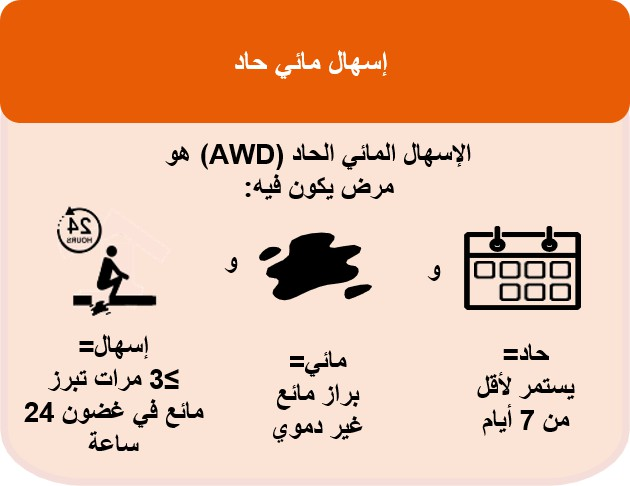 إسهال مائي حاد
الإسهال المائي الحاد (AWD) هو
مرض يكون فيه:
و
و
24
HOURS
حاد=
يستمر لأقل
من 7 أيام
مائي=
براز مائع
غير دموي
إسهال=
≥3 مرات تبرز
مائع في غضون 24
ساعة